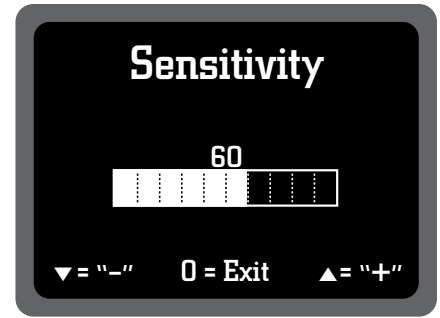 Sensitivity
60
▼= “–” 0 = Exit ▲= “+”